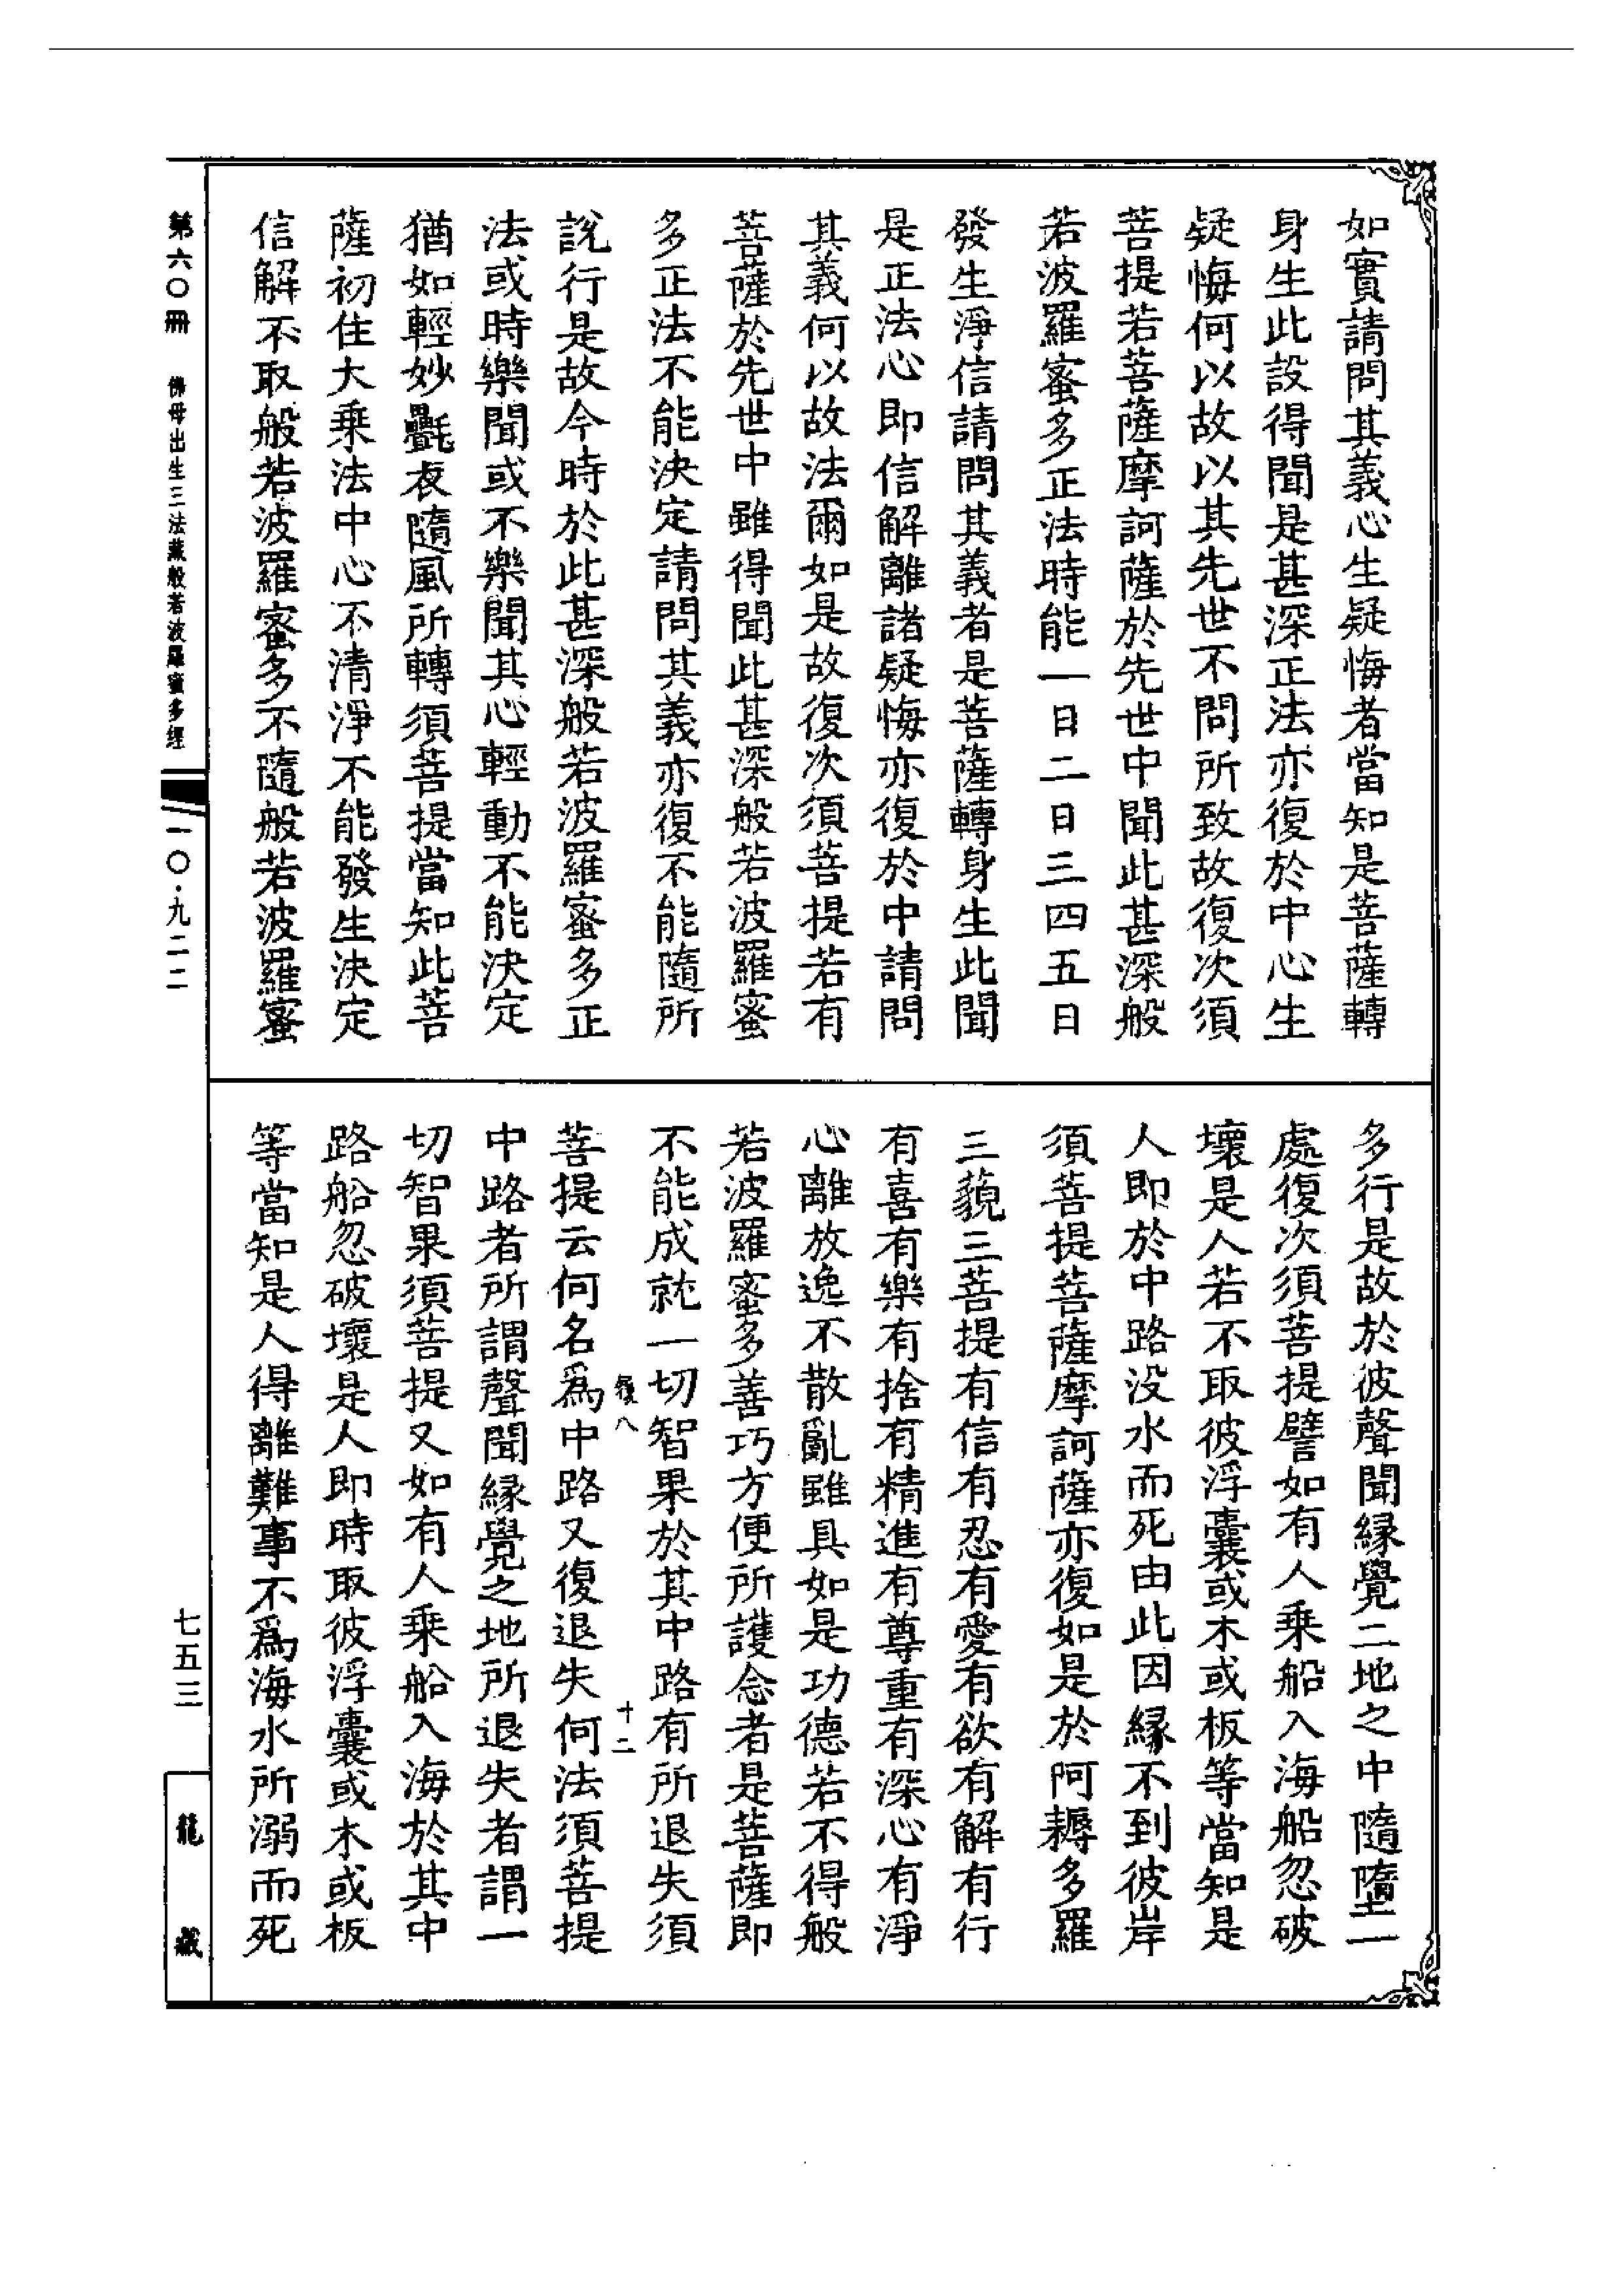 如實請問其義心生疑悔者當知是菩薩轉
身生此設得聞是甚深正法亦復於中心生
疑悔何以故以其先世不問所致故復次須
菩提若菩薩摩訶薩於先世中聞此甚深般
若波羅蜜多正法時能一日二日三四五日
發生淨信請問其義者是菩薩轉身生此聞
是正法心即信解離諸疑悔亦復於中請問
其義何以故法爾如是故復次須菩提若有
菩薩於先世中雖得聞此甚深般若波羅蜜
多正法不能決定請問其義亦復不能隨所
說行是故今時於此甚深般若波羅蜜多正
法或時樂聞或不樂聞其心輕動不能決定
猶如輕妙㲲衣隨風所轉須菩提當知此菩
薩初住大乘法中心不清淨不能發生決定
信解不取般若波羅蜜多不隨般若波羅蜜
多行是故於彼聲聞緣覺二地之中隨墮一
處復次須菩提譬如有人乘船入海船忽破
壞是人若不取彼浮囊或木或板等當知是
人即於中路没水而死由此因緣不到彼岸
須菩提菩薩摩訶薩亦復如是於阿耨多羅
三藐三菩提有信有忍有愛有欲有解有行
有喜有樂有捨有精進有尊重有深心有淨
心離放逸不散亂雖具如是功德若不得般
若波羅蜜多善巧方便所護念者是菩薩即
不能成就一切智果於其中路有所退失須
履八 十二
菩提云何名爲中路又復退失何法須菩提
中路者所謂聲聞緣覺之地所退失者謂一
切智果須菩提又如有人乘船入海於其中
路船忽破壞是人即時取彼浮囊或木或板
等當知是人得離難事不爲海水所溺而死
第六〇冊 佛母出生三法藏般若波羅蜜多經
一〇·九二二
七五三
龍藏